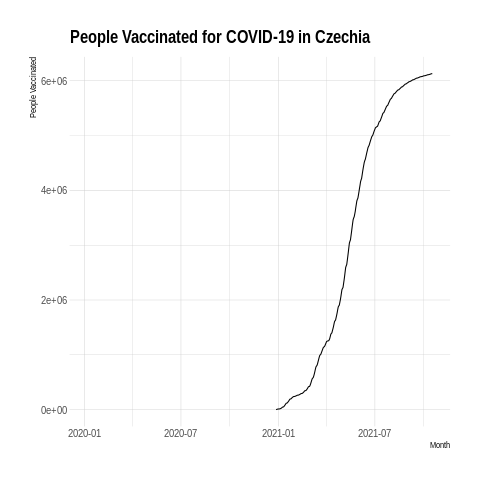 People Vaccinated for COVID-19 in Czechia
People Vaccinated
6e+06
4e+06
2e+06
0e+00
2020-01 2020-07 2021-01 2021-07
Month